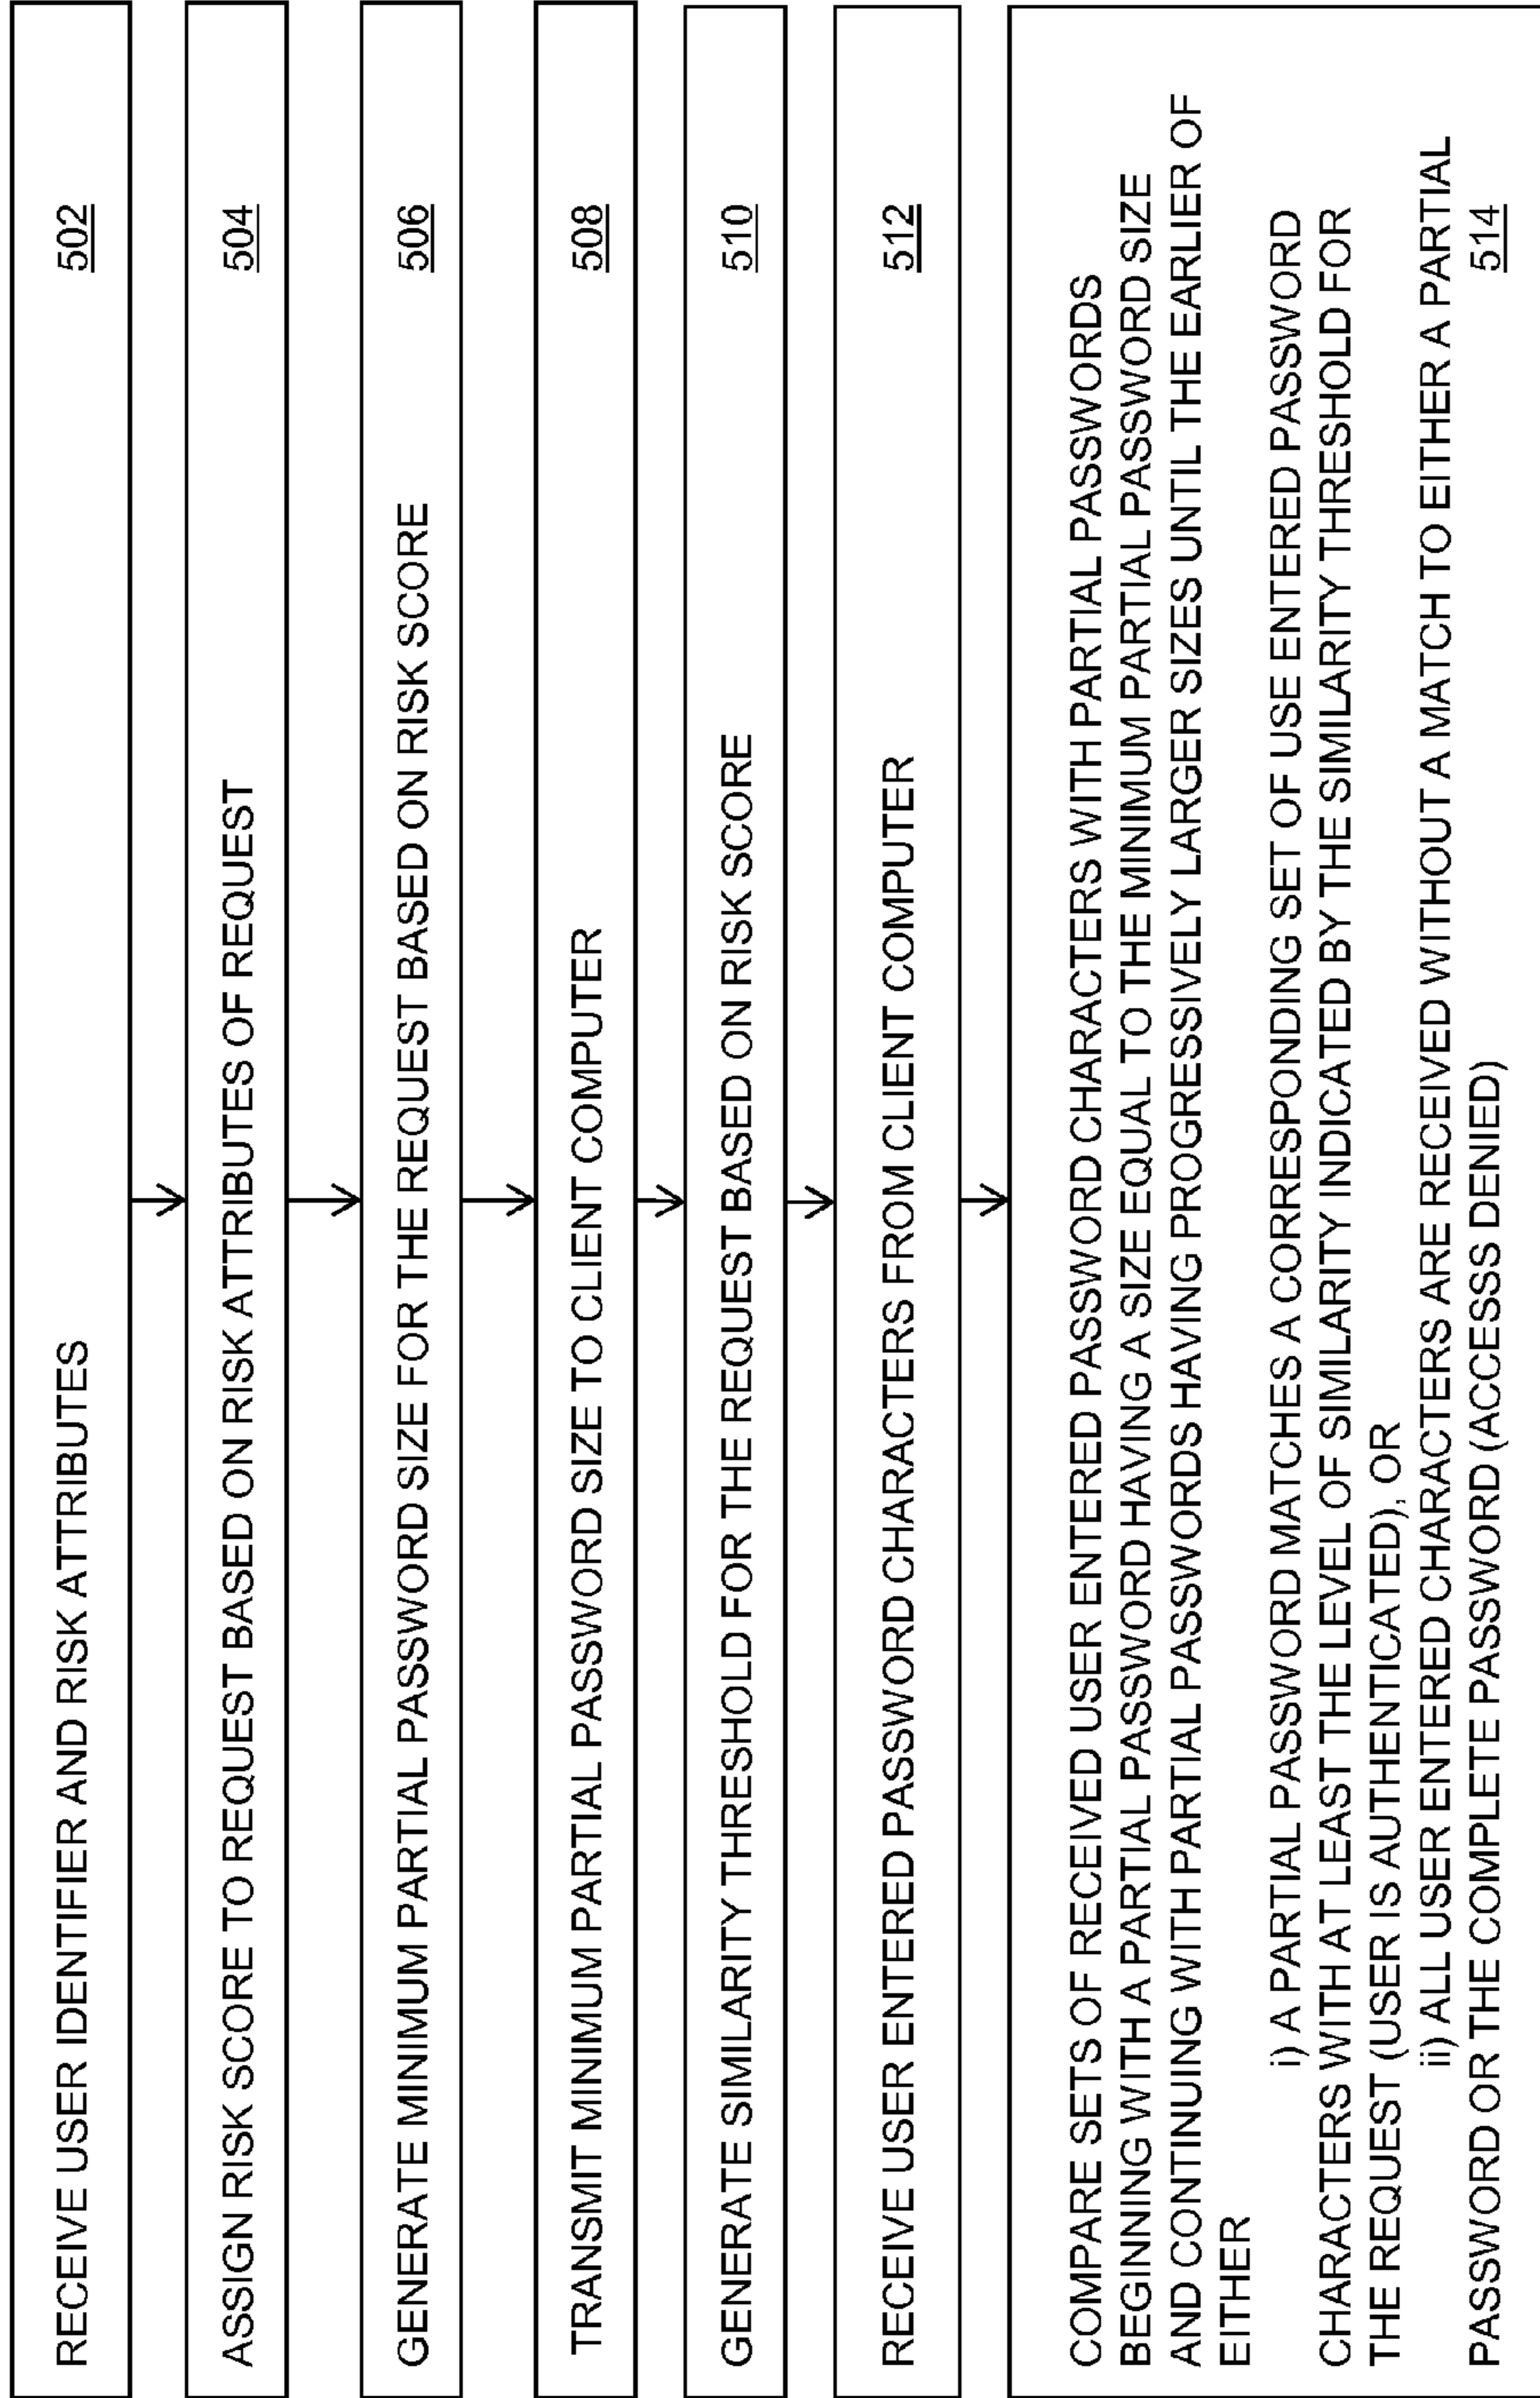 RECEIVE USER IDENTIFIER AND RISK ATTRIBUTES 502
ASSIGN RISK SCORE TO REQUEST BASED ON RISK ATTRIBUTES OF REQUEST 504
GENERATE MINIMUM PARTIAL PASSWORD SIZE FOR THE REQUEST BASED ON RISK SCORE 506
TRANSMIT MINIMUM PARTIAL PASSWORD SIZE TO CLIENT COMPUTER 508
GENERATE SIMILARITY THRESHOLD FOR THE REQUEST BASED ON RISK SCORE 510
RECEIVE USER ENTERED PASSWORD CHARACTERS FROM CLIENT COMPUTER 512
COMPARE SETS OF RECEIVED USER ENTERED PASSWORD CHARACTERS WITH PARTIAL PASSWORDS
BEGINNING WITH A PARTIAL PASSWORD HAVING A SIZE EQUAL TO THE MINIMUM PARTIAL PASSWORD SIZE
AND CONTINUING WITH PARTIAL PASSWORDS HAVING PROGRESSIVELY LARGER SIZES UNTIL THE EARLIER OF
EITHER
i) A PARTIAL PASSWORD MATCHES A CORRESPONDING SET OF USE ENTERED PASSWORD
CHARACTERS WITH AT LEAST THE LEVEL OF SIMILARITY INDICATED BY THE SIMILARITY THRESHOLD FOR
THE REQUEST (USER IS AUTHENTICATED), OR
ii) ALL USER ENTERED CHARACTERS ARE RECEIVED WITHOUT A MATCH TO EITHER A PARTIAL
PASSWORD OR THE COMPLETE PASSWORD (ACCESSS DENIED) 514